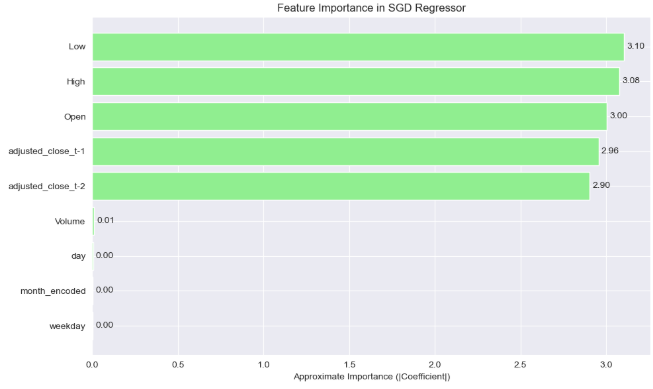 Feature Importance in SGD Regressor
Low
3.10
High
3.08
Open
3.00
adjusted_close_t-1
2.96
adjusted_close_t-2
2.90
Volume
0.01
day
0.00
month_encoded
0.00
weekday
0.00
0.0 0.5 1.0 1.5 2.0 2.5 3.0
Approximate Importance (|Coefficient|)